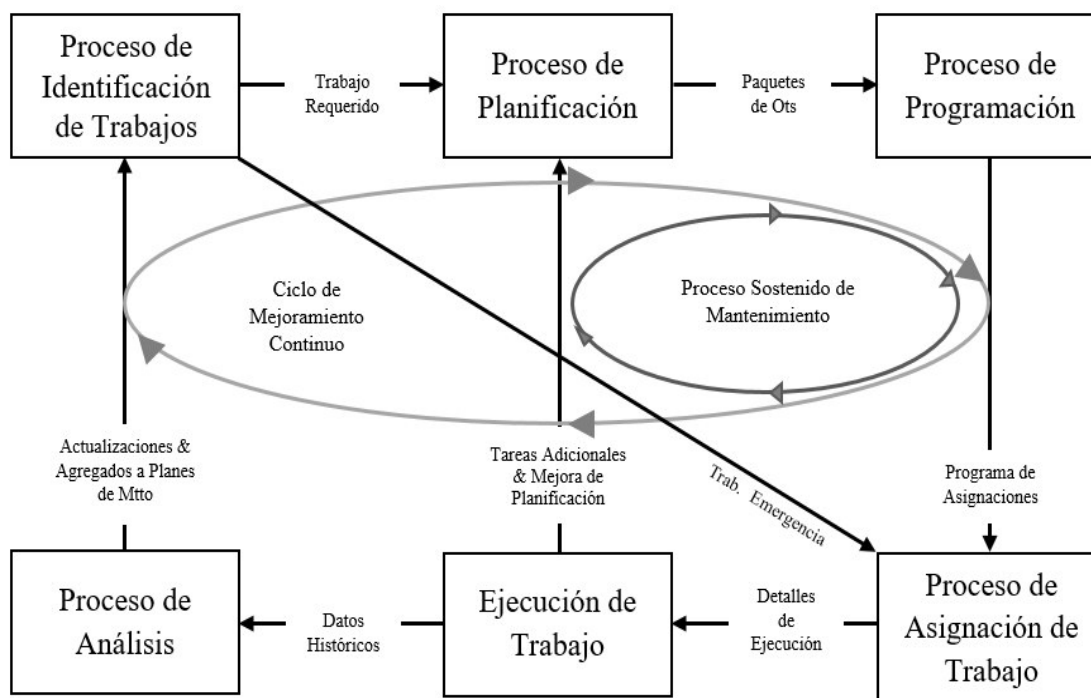 Proceso de
Identificación
de Trabajos
Trabajo
Requerido
Proceso de
Planificación
Paquetes
de Ots
Proceso de
Programación
Ciclo de
Mejoramiento
Continuo
Proceso Sostenido de
Mantenimiento
Actualizaciones &
Agregados a Planes
de Mtto
Tareas Adicionales
& Mejora de
Planificación
Trab. Emergencia
Programa de
Asignaciones
Proceso de
Análisis
Datos
Históricos
Ejecución de
Trabajo
Detalles
de
Ejecución
Proceso de
Asignación de
Trabajo